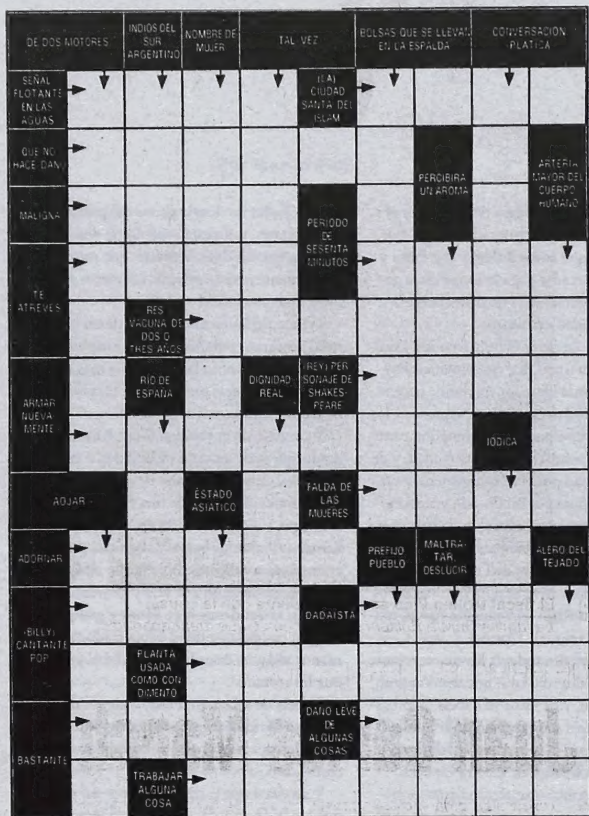 DE DOS MOTORES
INDIOS DEL
SUR
ARGENTINO
NOMBRE DE
MUJER
TAL VEZ
BOLSAS QUE SE LLEVAN
EN LA ESPALDA
CONVERSACION
PLATICA
SEÑAL
FLOTANTE
EN LAS
AGUAS
(LA)
CIUDAD
SANTA DEL
ISLAM
QUE NO
HACE DAÑO
PERCIBIRA
UN AROMA
ARTERIA
MAYOR DEL
CUERPO
HUMANO
MALIGNA
PERIODO
DE
SESENTA
MINUTOS
TE
ATREVES
RES
VACUNA DE
DOS O
TRES AÑOS
ARMAR
NUEVA
MENTE
RIO DE
ESPAÑA
DIGNIDAD
REAL
(REY) PER
SONAJE DE
SHAKES-
PEARE
IODICA
AOJAR
ESTADO
ASIATICO
FALDA DE
LAS
MUJERES
ADORNAR
PREFIJO
PUEBLO
MALTRA-
TAR,
DESLUCIR
ALERO DEL
TEJADO
(BILLY)
CANTANTE
POP
DADAISTA
PLANTA
USADA
COMO CON
DIMENTO
BASTANTE
DAÑO LEVE
DE
ALGUNAS
COSAS
TRABAJAR
ALGUNA
COSA